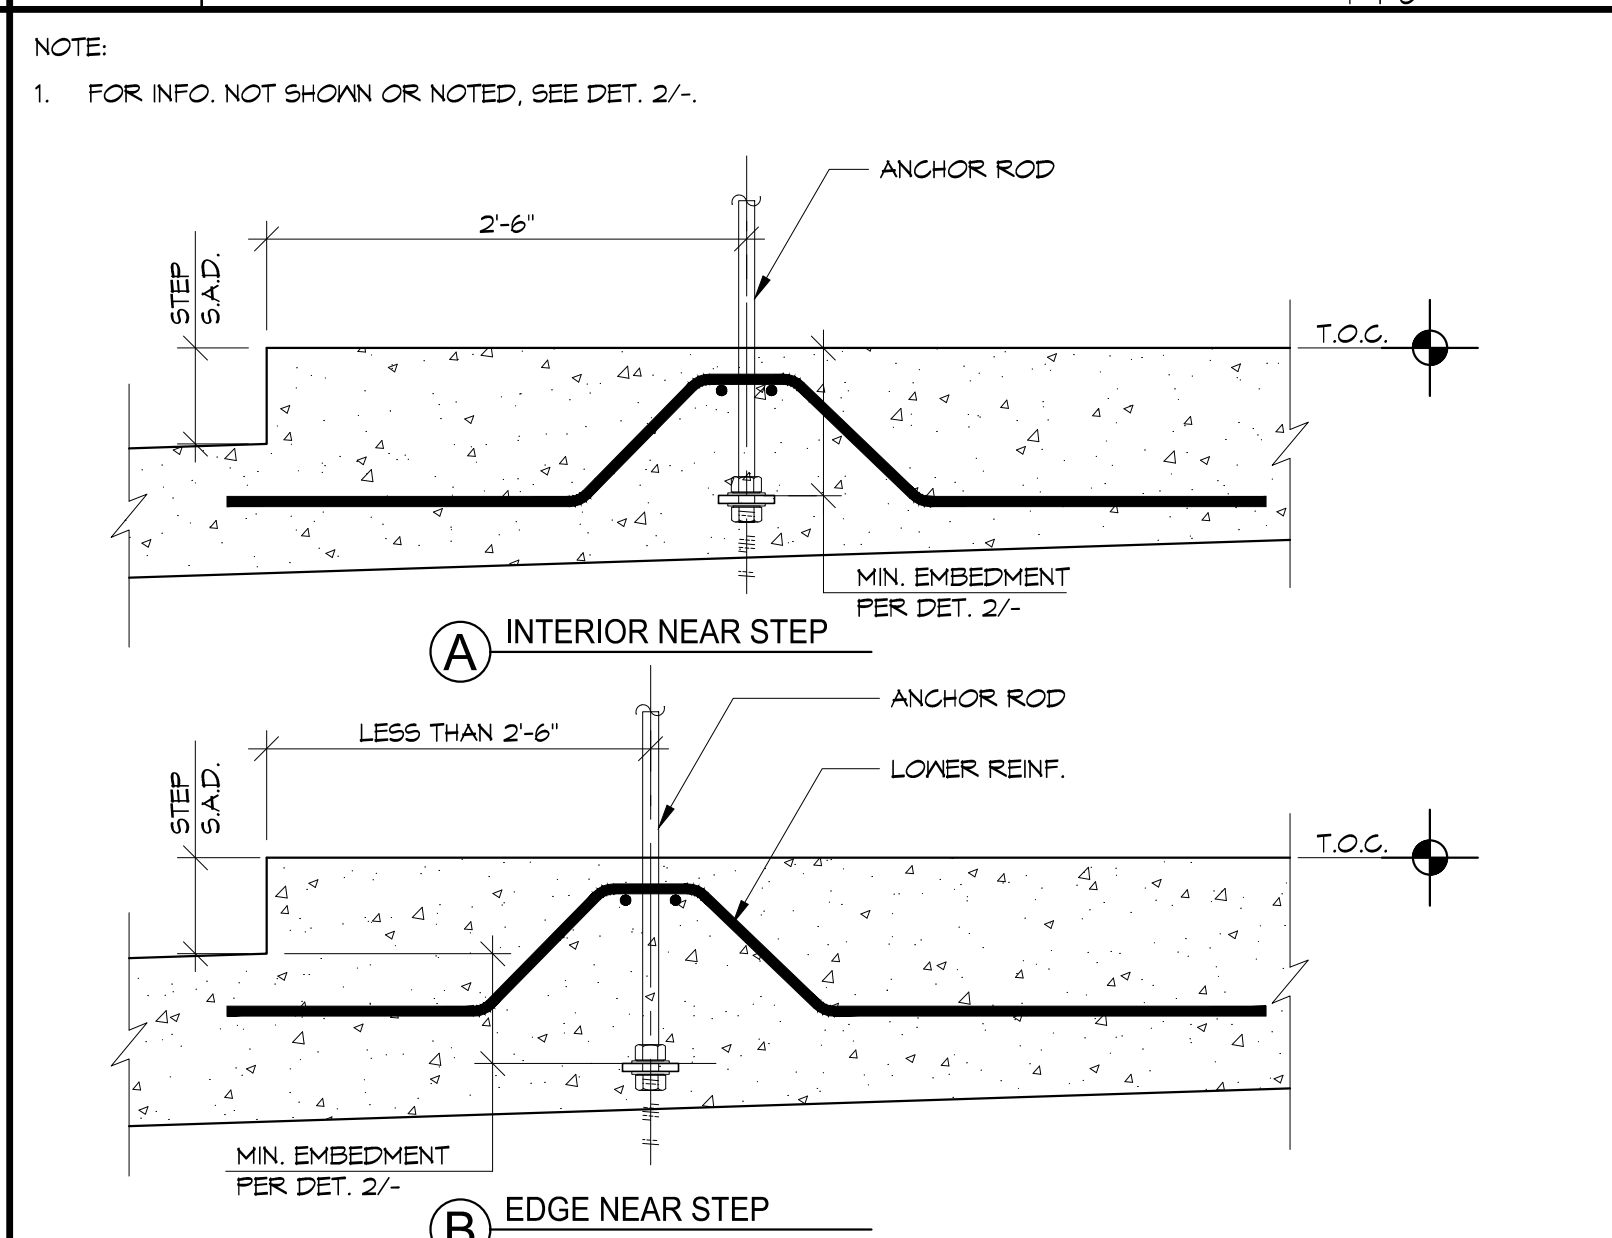 NOTE:
1. FOR INFO. NOT SHOWN OR NOTED, SEE DET. 2/-.
ANCHOR ROD
2'-6"
STEP
S.A.D.
T.O.C.
MIN. EMBEDMENT
PER DET. 2/-
A INTERIOR NEAR STEP
ANCHOR ROD
LESS THAN 2'-6"
LOWER REINF.
STEP
S.A.D.
T.O.C.
MIN. EMBEDMENT
PER DET. 2/-
B EDGE NEAR STEP